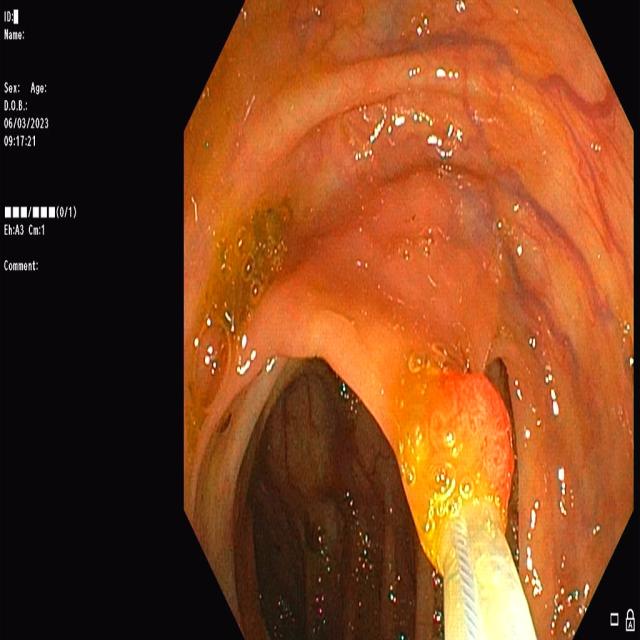 ID:
Name:
Sex: Age:
D.O.B.:
06/03/2023
09:17:21
■■■/■■■(0/1)
Eh:A3 Cm:1
Comment:
A